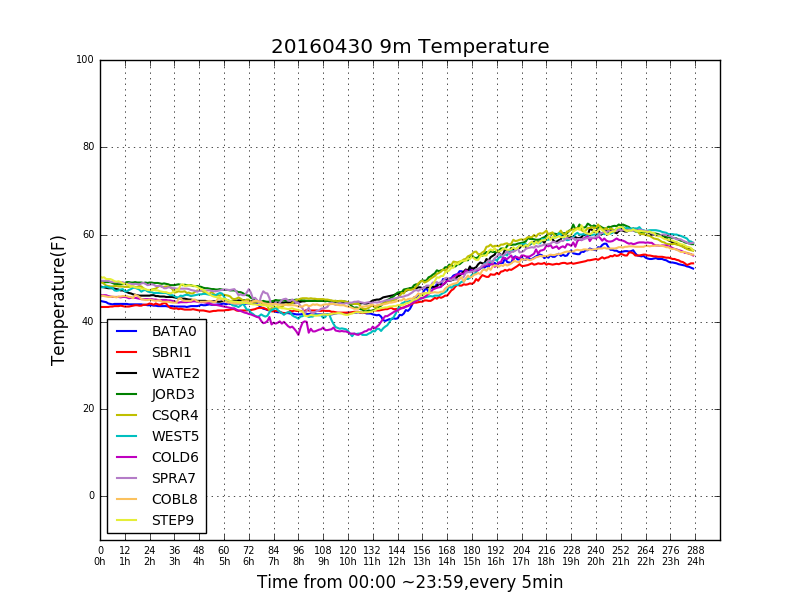 20160430 9m Temperature
100
80
60
40
20
0
Temperature(F)
BATA0
SBRI1
WATE2
JORD3
CSQR4
WEST5
COLD6
SPRA7
COBL8
STEP9
0 12 24 36 48 60 72 84 96 108 120 132 144 156 168 180 192 204 216 228 240 252 264 276 288
0h 1h 2h 3h 4h 5h 6h 7h 8h 9h 10h 11h 12h 13h 14h 15h 16h 17h 18h 19h 20h 21h 22h 23h 24h
Time from 00:00 ~23:59,every 5min